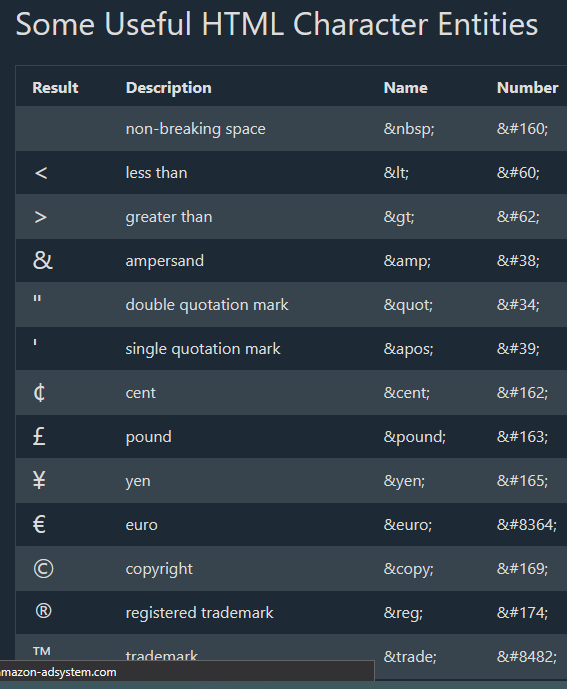 Some Useful HTML Character Entities
Result Description Name Number
non-breaking space &nbsp; &#160;
< less than &lt; &#60;
> greater than &gt; &#62;
& ampersand &amp; &#38;
" double quotation mark &quot; &#34;
' single quotation mark &apos; &#39;
¢ cent &cent; &#162;
£ pound &pound; &#163;
¥ yen &yen; &#165;
€ euro &euro; &#8364;
© copyright &copy; &#169;
® registered trademark &reg; &#174;
™ trademark &trade; &#8482;
mazon-adsystem.com